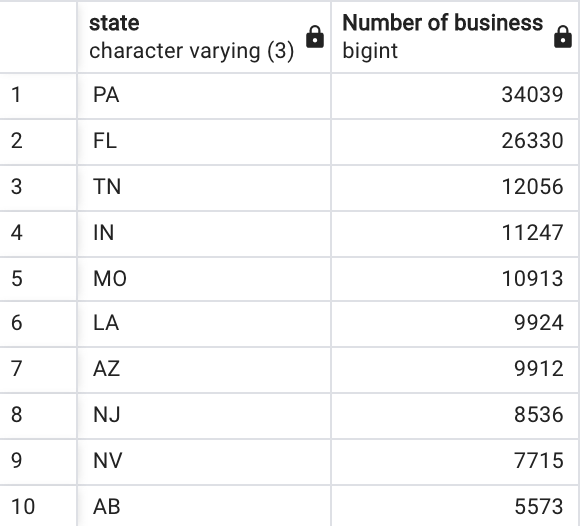 state Number of business
character varying (3) bigint
1 PA 34039
2 FL 26330
3 TN 12056
4 IN 11247
5 MO 10913
6 LA 9924
7 AZ 9912
8 NJ 8536
9 NV 7715
10 AB 5573